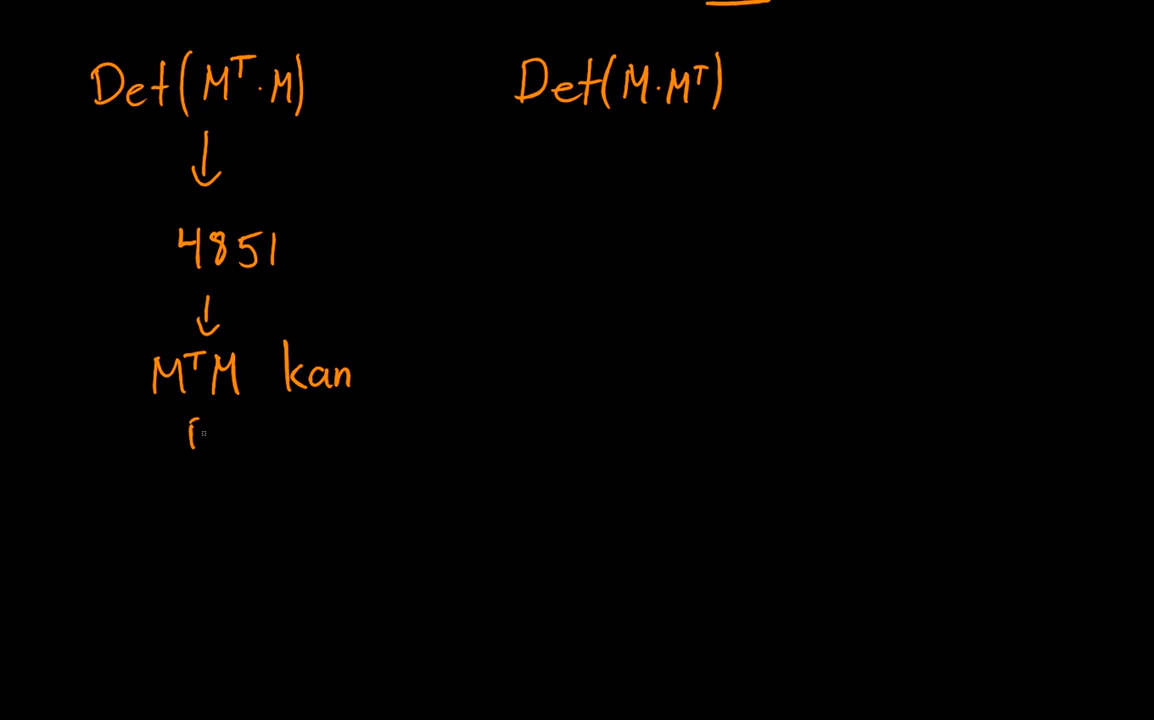 Det(Mᵀ·M)
Det(M·Mᵀ)
↓
4851
↓
MᵀM kan